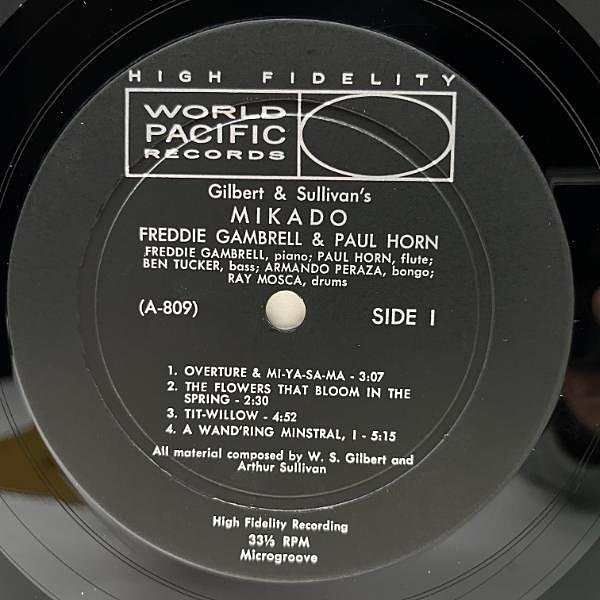 HIGH FIDELITY
WORLD
PACIFIC
RECORDS
Gilbert & Sullivan's
MIKADO
FREDDIE GAMBRELL & PAUL HORN
FREDDIE GAMBRELL, piano; PAUL HORN, flute;
BEN TUCKER, bass; ARMANDO PERAZA, bongo;
RAY MOSCA, drums
(A-809) SIDE 1
1. OVERTURE & MI-YA-SA-MA - 3:07
2. THE FLOWERS THAT BLOOM IN THE
SPRING - 2:30
3. TIT-WILLOW - 4:52
4. A WAND'RING MINSTRAL, I - 5:15
All material composed by W. S. Gilbert and
Arthur Sullivan
High Fidelity Recording
33⅓ RPM
Microgroove